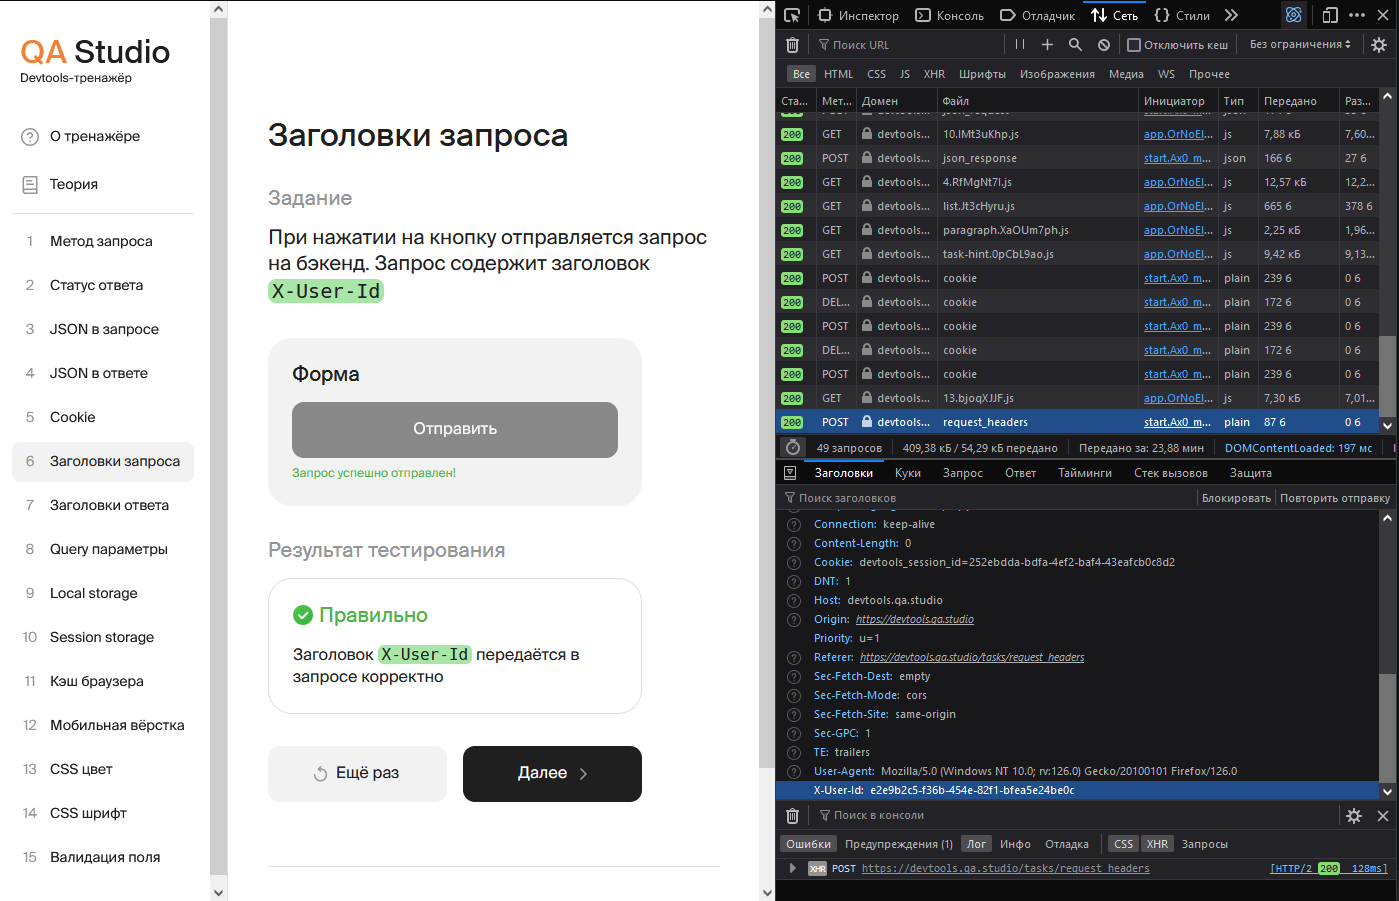 QA Studio
Devtools-тренажёр
О тренажёре
Теория
1 Метод запроса
2 Статус ответа
3 JSON в запросе
4 JSON в ответе
5 Cookie
6 Заголовки запроса
7 Заголовки ответа
8 Query параметры
9 Local storage
10 Session storage
11 Кэш браузера
12 Мобильная вёрстка
13 CSS цвет
14 CSS шрифт
15 Валидация поля
Заголовки запроса
Задание
При нажатии на кнопку отправляется запрос
на бэкенд. Запрос содержит заголовок
X-User-Id
Форма
Отправить
Запрос успешно отправлен!
Результат тестирования
Правильно
Заголовок X-User-Id передаётся в
запросе корректно
Ещё раз
Далее
Инспектор Консоль Отладчик Сеть Стили
Поиск URL Отключить кеш Без ограничения
Все HTML CSS JS XHR Шрифты Изображения Медиа WS Прочее
Ста... Мет... Домен Файл Инициатор Тип Передано Раз...
200 GET devtools... 10.lMt3uKhp.js app.OrNoEl... js 7,88 кБ 7,60...
200 POST devtools... json_response start.Ax0_m... json 166 б 27 б
200 GET devtools... 4.RfMgNt7l.js app.OrNoEl... js 12,57 кБ 12,2...
200 GET devtools... list.Jt3cHyru.js app.OrNoEl... js 665 б 378 б
200 GET devtools... paragraph.XaOUm7ph.js app.OrNoEl... js 2,25 кБ 1,96...
200 GET devtools... task-hint.0pCbL9ao.js app.OrNoEl... js 9,42 кБ 9,13...
200 POST devtools... cookie start.Ax0_m... plain 239 б 0 б
200 DEL... devtools... cookie start.Ax0_m... plain 172 б 0 б
200 POST devtools... cookie start.Ax0_m... plain 239 б 0 б
200 DEL... devtools... cookie start.Ax0_m... plain 172 б 0 б
200 POST devtools... cookie start.Ax0_m... plain 239 б 0 б
200 GET devtools... 13.bjoqXJJF.js app.OrNoEl... js 7,30 кБ 7,01...
200 POST devtools... request_headers start.Ax0_m... plain 87 б 0 б
49 запросов 409,38 кБ / 54,29 кБ передано Передано за: 23,88 мин DOMContentLoaded: 197 мс
Заголовки Куки Запрос Ответ Тайминги Стек вызовов Защита
Поиск заголовков Блокировать Повторить отправку
Connection: keep-alive
Content-Length: 0
Cookie: devtools_session_id=252ebdda-bdfa-4ef2-baf4-43eafcb0c8d2
DNT: 1
Host: devtools.qa.studio
Origin: https://devtools.qa.studio
Priority: u=1
Referer: https://devtools.qa.studio/tasks/request_headers
Sec-Fetch-Dest: empty
Sec-Fetch-Mode: cors
Sec-Fetch-Site: same-origin
Sec-GPC: 1
TE: trailers
User-Agent: Mozilla/5.0 (Windows NT 10.0; rv:126.0) Gecko/20100101 Firefox/126.0
X-User-Id: e2e9b2c5-f36b-454e-82f1-bfea5e24be0c
Поиск в консоли
Ошибки Предупреждения (1) Лог Инфо Отладка CSS XHR Запросы
XHR POST https://devtools.qa.studio/tasks/request_headers [HTTP/2 200 128ms]